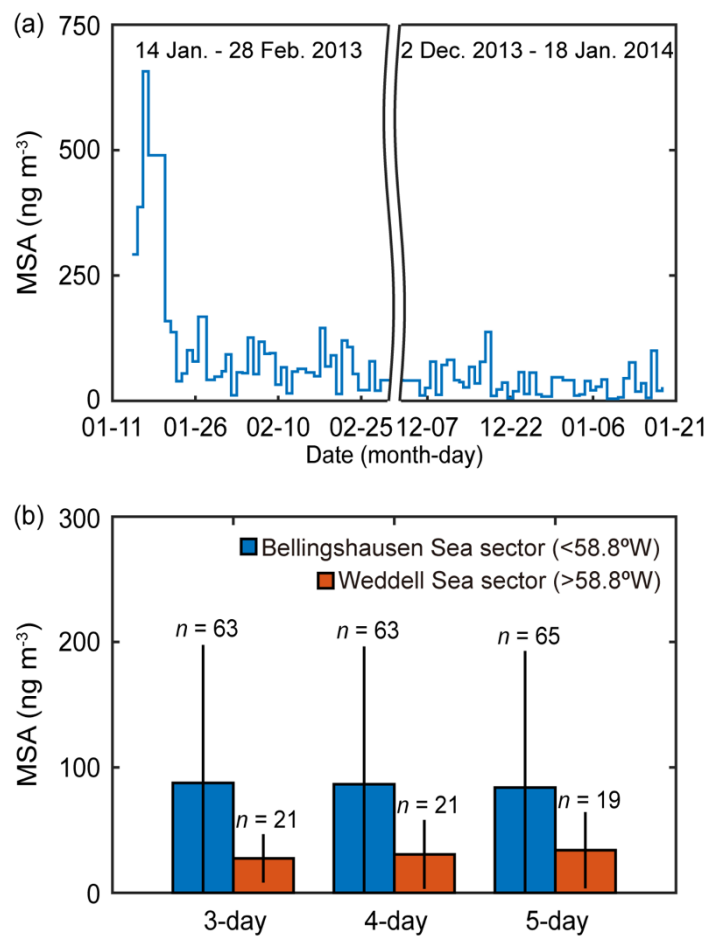 (a)
750
14 Jan. - 28 Feb. 2013
2 Dec. 2013 - 18 Jan. 2014
500
MSA (ng m⁻³)
250
0
01-11 01-26 02-10 02-25 12-07 12-22 01-06 01-21
Date (month-day)
(b)
300
Bellingshausen Sea sector (<58.8ºW)
Weddell Sea sector (>58.8ºW)
n = 63 n = 63 n = 65
200
MSA (ng m⁻³)
100
n = 21 n = 21 n = 19
0
3-day 4-day 5-day